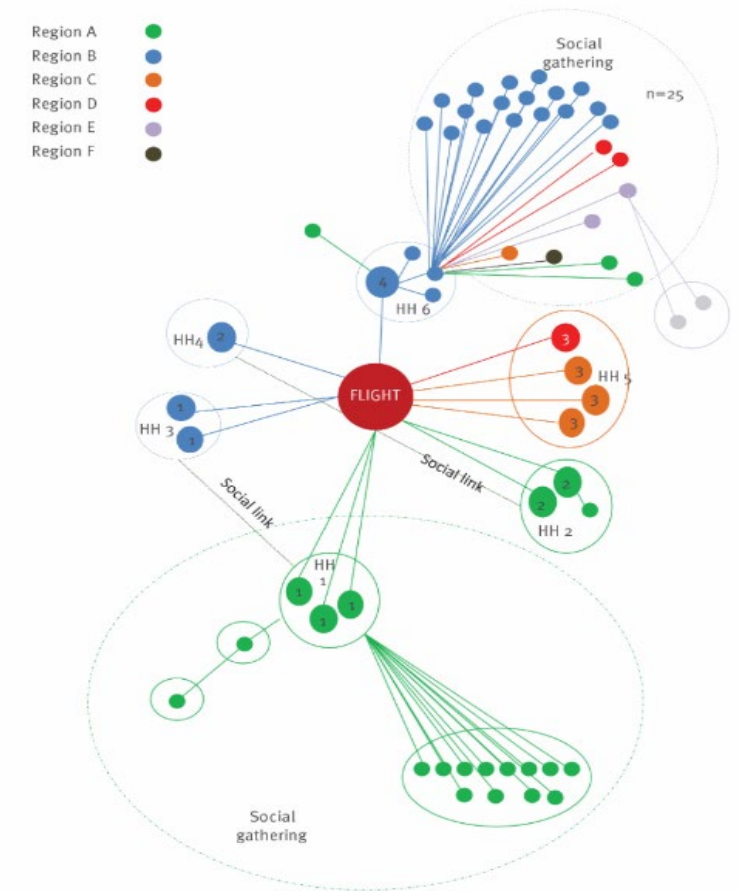 Region A
Region B
Region C
Region D
Region E
Region F
Social
gathering
n=25
4
HH 6
HH4
2
1
HH 3
1
FLIGHT
3
3
HH 5
3
3
Social link
Social link
2
2
HH 2
HH
1
1
1
1
Social
gathering